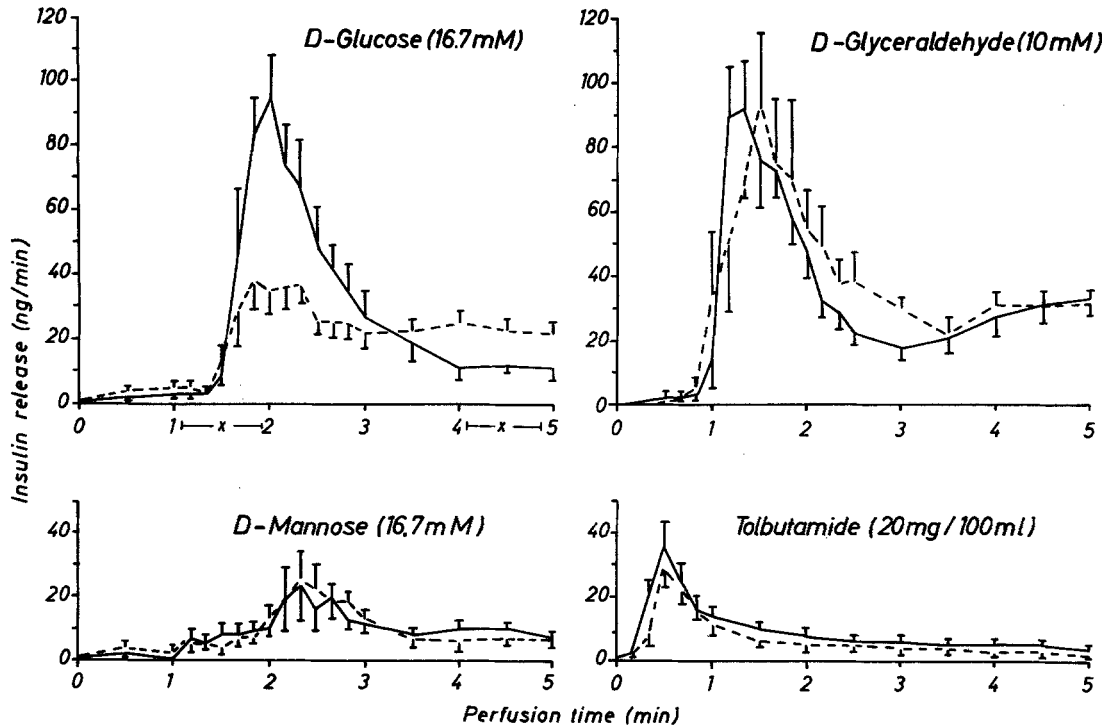 D-Glucose (16.7mM)
D-Glyceraldehyde (10mM)
120
100
80
60
40
20
0
0 1 2 3 4 5
x x
120
100
80
60
40
20
0
0 1 2 3 4 5
Insulin release (ng/min)
D-Mannose (16,7mM)
Tolbutamide (20mg/100ml)
40
20
0
0 1 2 3 4 5
40
20
0
0 1 2 3 4 5
Perfusion time (min)